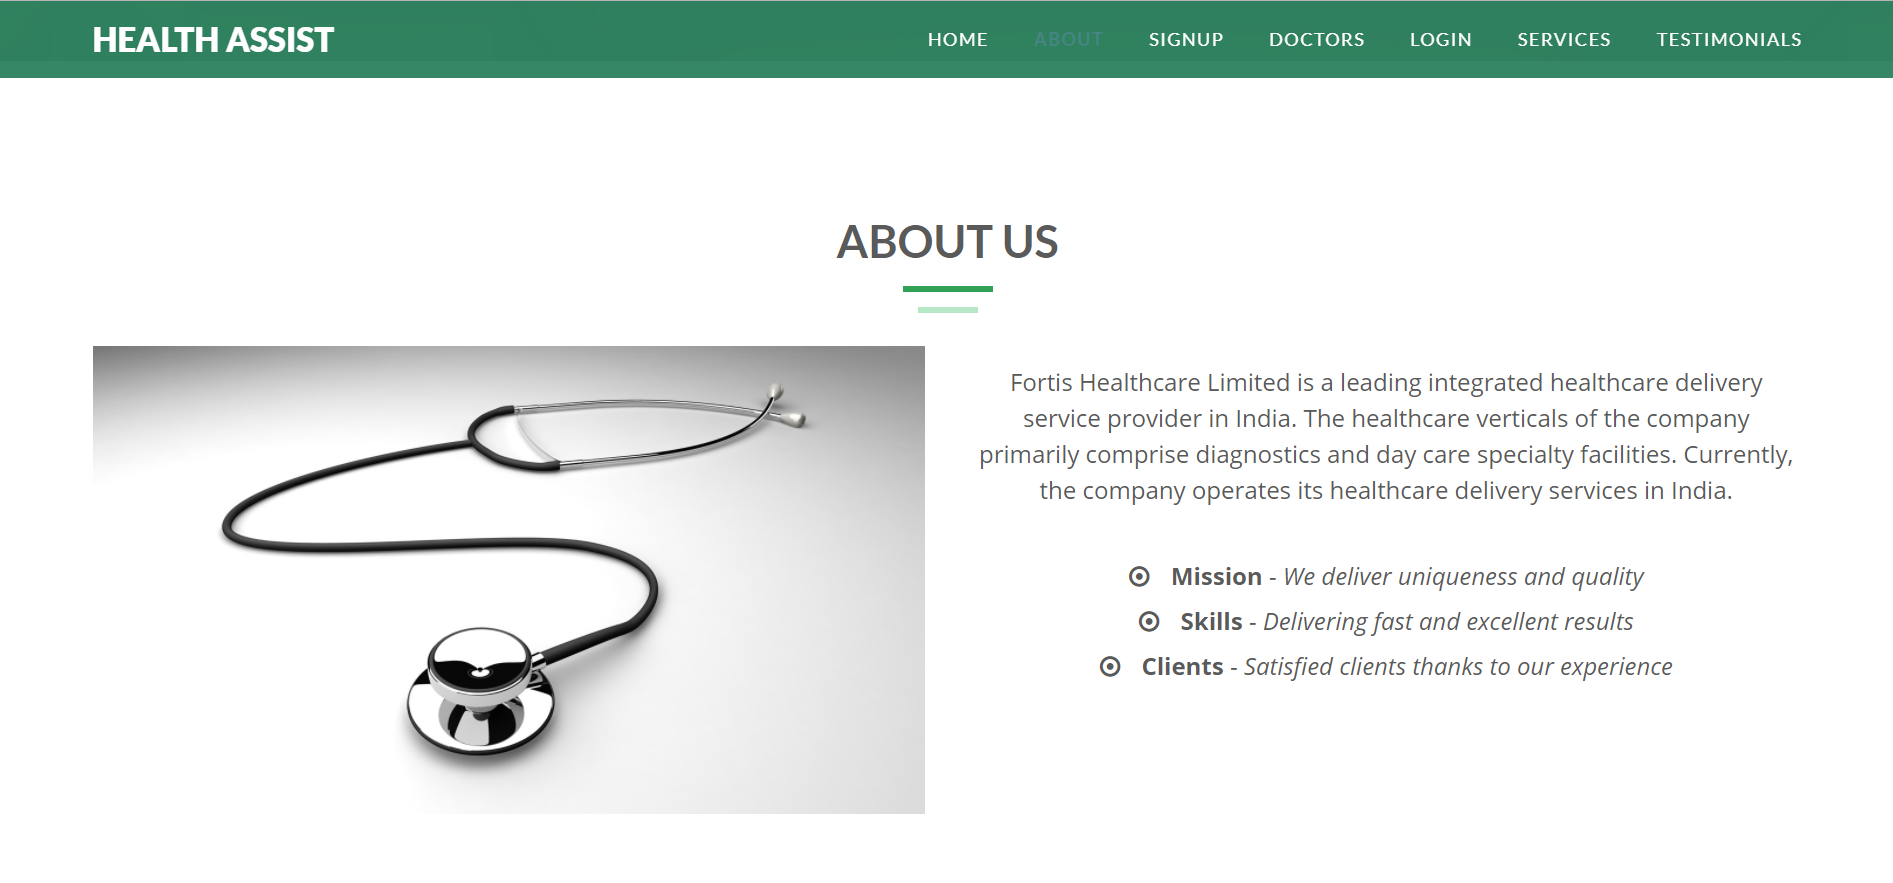 HEALTH ASSIST
HOME ABOUT SIGNUP DOCTORS LOGIN SERVICES TESTIMONIALS
ABOUT US
Fortis Healthcare Limited is a leading integrated healthcare delivery
service provider in India. The healthcare verticals of the company
primarily comprise diagnostics and day care specialty facilities. Currently,
the company operates its healthcare delivery services in India.
Mission - We deliver uniqueness and quality
Skills - Delivering fast and excellent results
Clients - Satisfied clients thanks to our experience